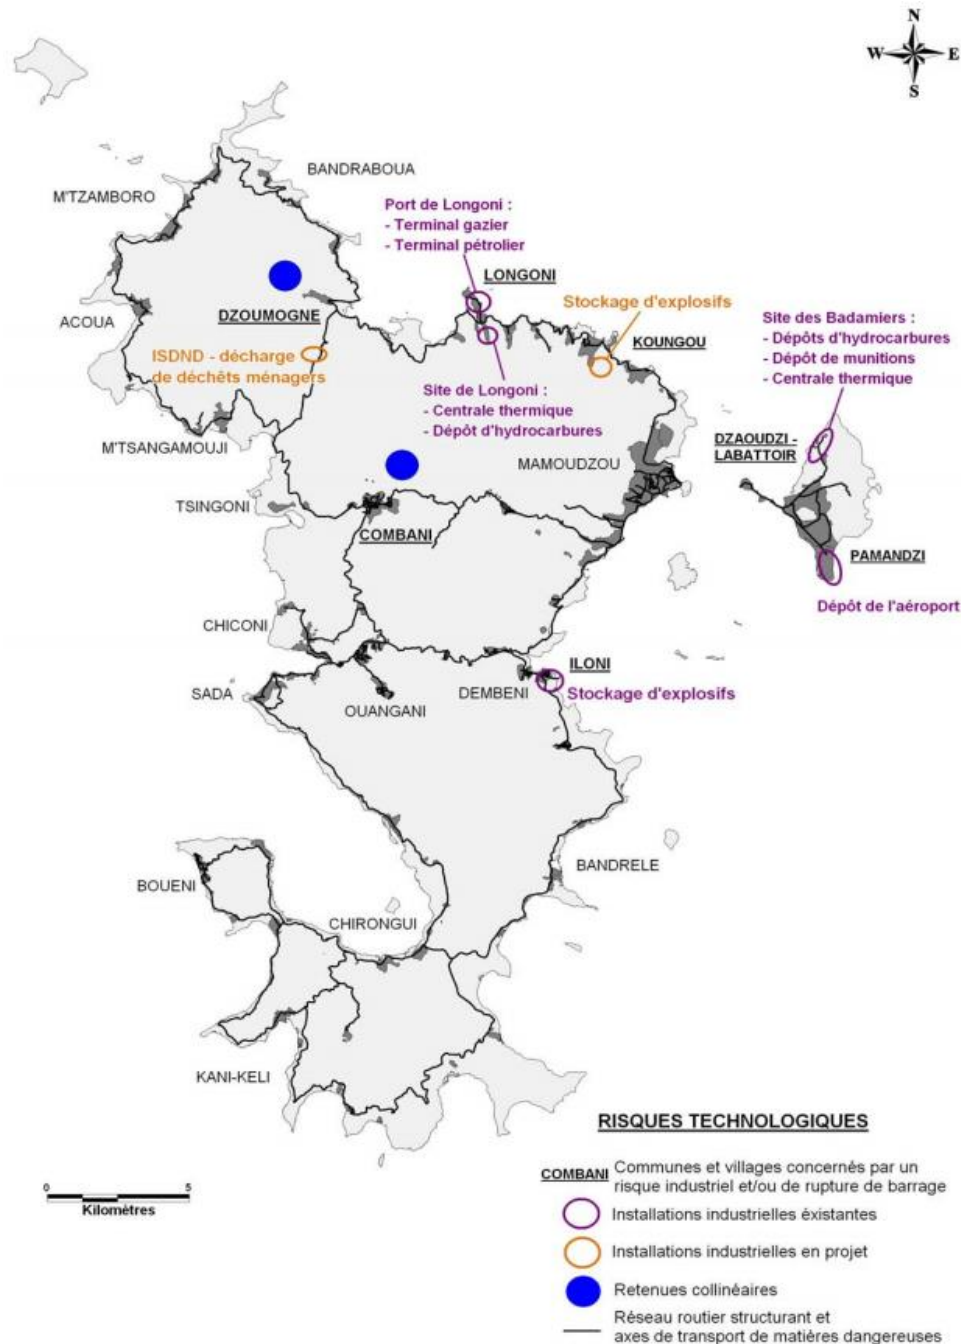 N
W E
S
BANDRABOUA
M'TZAMBORO
Port de Longoni :
- Terminal gazier
- Terminal pétrolier
LONGONI
Stockage d'explosifs
Site des Badamiers :
- Dépôts d'hydrocarbures
- Dépôt de munitions
- Centrale thermique
ACOUA
DZOUMOGNE
KOUNGOU
ISDND - décharge
de déchêts ménagers
Site de Longoni :
- Centrale thermique
- Dépôt d'hydrocarbures
M'TSANGAMOUJI
MAMOUDZOU
DZAOUDZI -
LABATTOIR
TSINGONI
COMBANI
PAMANDZI
Dépôt de l'aéroport
CHICONI
ILONI
SADA
DEMBENI
Stockage d'explosifs
OUANGANI
BANDRELE
BOUENI
CHIRONGUI
KANI-KELI
RISQUES TECHNOLOGIQUES
COMBANI Communes et villages concernés par un
risque industriel et/ou de rupture de barrage
0 5
Kilomètres
Installations industrielles éxistantes
Installations industrielles en projet
Retenues collinéaires
Réseau routier structurant et
axes de transport de matières dangereuses